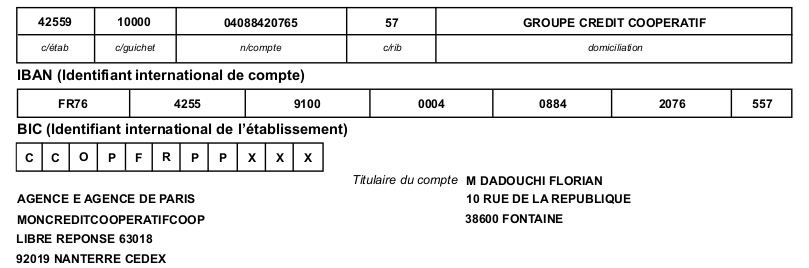 42559 10000 04088420765 57 GROUPE CREDIT COOPERATIF
c/étab c/guichet n/compte c/rib domiciliation
IBAN (Identifiant international de compte)
FR76 4255 9100 0004 0884 2076 557
BIC (Identifiant international de l'établissement)
C C O P F R P P X X X
Titulaire du compte M DADOUCHI FLORIAN
10 RUE DE LA REPUBLIQUE
38600 FONTAINE
AGENCE E AGENCE DE PARIS
MONCREDITCOOPERATIFCOOP
LIBRE REPONSE 63018
92019 NANTERRE CEDEX